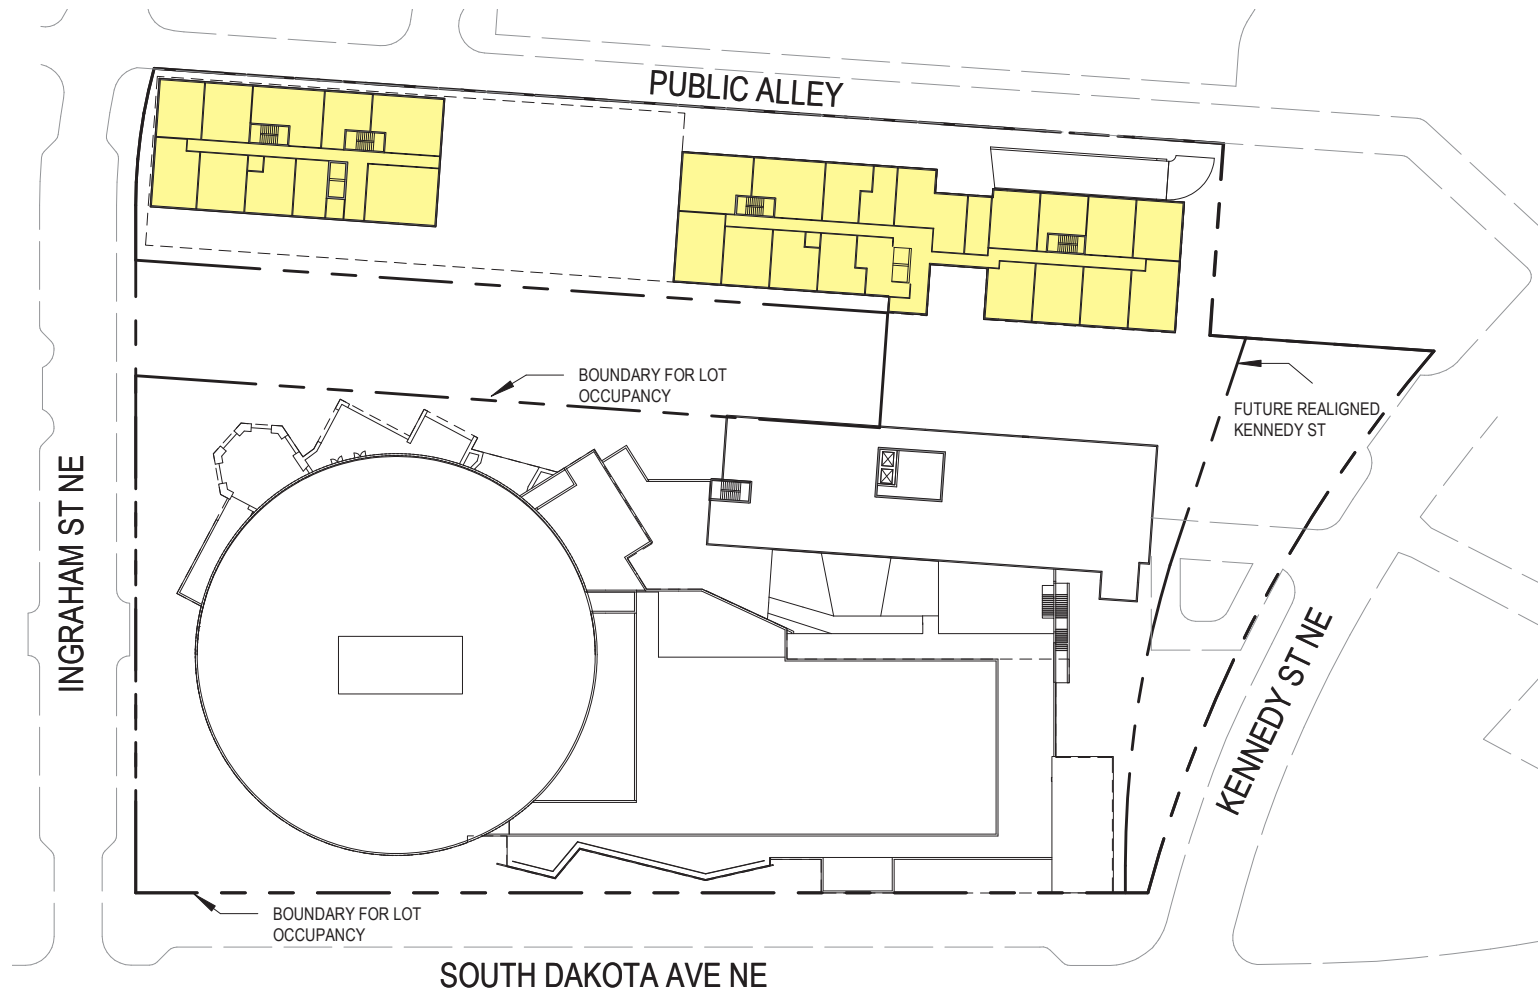 PUBLIC ALLEY
BOUNDARY FOR LOT
OCCUPANCY
FUTURE REALIGNED
KENNEDY ST
INGRAHAM ST NE
KENNEDY ST NE
BOUNDARY FOR LOT
OCCUPANCY
SOUTH DAKOTA AVE NE